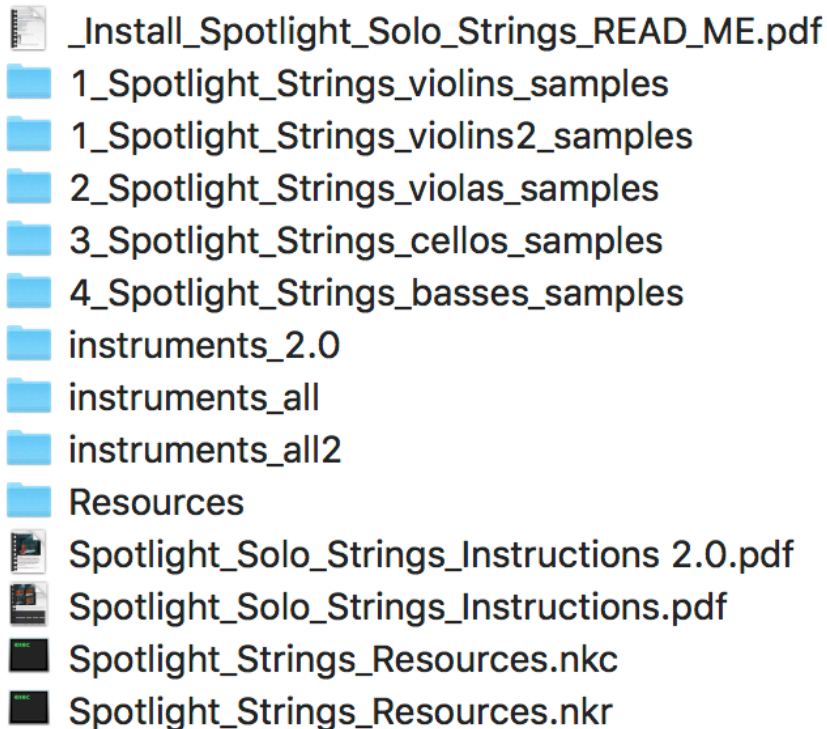 _Install_Spotlight_Solo_Strings_READ_ME.pdf
1_Spotlight_Strings_violins_samples
1_Spotlight_Strings_violins2_samples
2_Spotlight_Strings_violas_samples
3_Spotlight_Strings_cellos_samples
4_Spotlight_Strings_basses_samples
instruments_2.0
instruments_all
instruments_all2
Resources
Spotlight_Solo_Strings_Instructions 2.0.pdf
Spotlight_Solo_Strings_Instructions.pdf
Spotlight_Strings_Resources.nkc
Spotlight_Strings_Resources.nkr